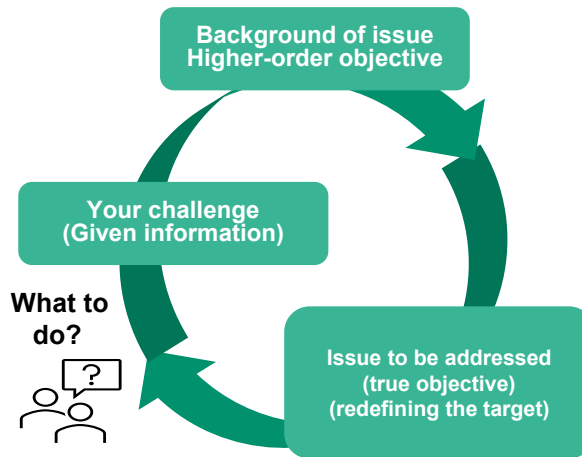 Background of issue
Higher-order objective
Your challenge
(Given information)
What to
do?
?
Issue to be addressed
(true objective)
(redefining the target)